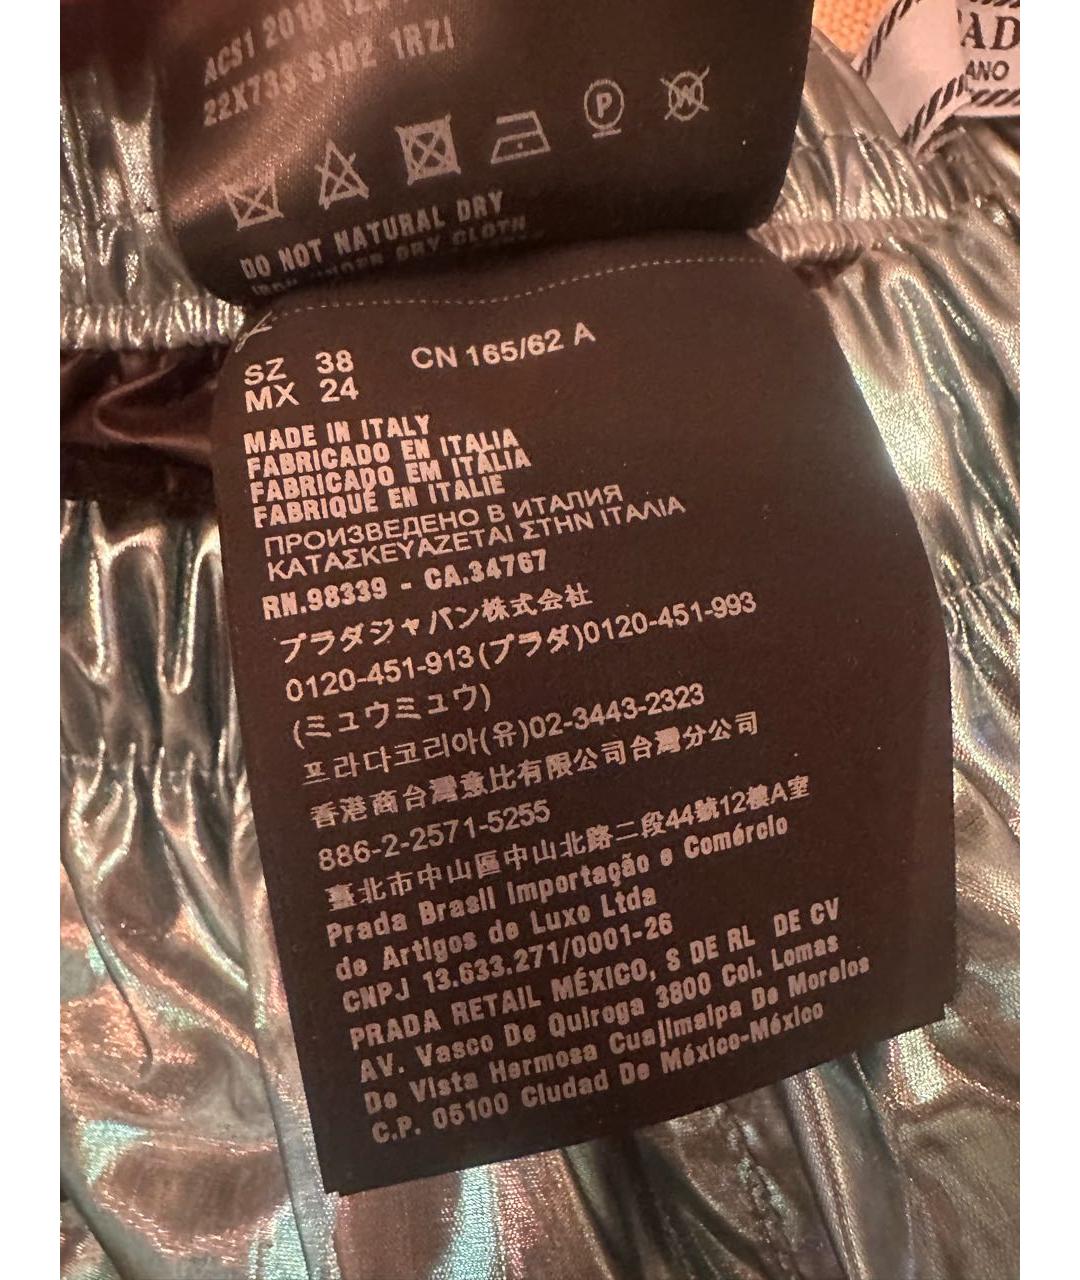 ACS1 2018
22X733 S182 1RZI
P
W
DO NOT NATURAL DRY
IRON UNDER DRY CLOTH
SZ 38 CN 165/62 A
MX 24
MADE IN ITALY
FABRICADO EN ITALIA
FABRICADO EM ITÁLIA
FABRIQUÉ EN ITALIE
ПРОИЗВЕДЕНО В ИТАЛИЯ
ΚΑΤΑΣΚΕΥΑΖΕΤΑΙ ΣΤΗΝ ΙΤΑΛΙΑ
RN.98339 - CA.34767
プラダジャパン株式会社
0120-451-913(プラダ)0120-451-993
(ミュウミュウ)
프라다코리아(유)02-3443-2323
香港商台灣意比有限公司台灣分公司
886-2-2571-5255
臺北市中山區中山北路二段44號12樓A室
Prada Brasil Importação e Comércio
de Artigos de Luxo Ltda
CNPJ 13.633.271/0001-26
PRADA RETAIL MÉXICO, S DE RL DE CV
AV. Vasco De Quiroga 3800 Col. Lomas
De Vista Hermosa Cuajimalpa De Morelos
C.P. 05100 Ciudad De México-México